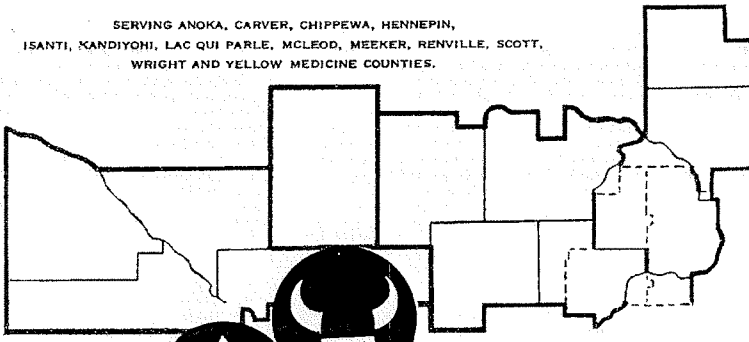 SERVING ANOKA, CARVER, CHIPPEWA, HENNEPIN,
ISANTI, KANDIYOHI, LAC QUI PARLE, MCLEOD, MEEKER, RENVILLE, SCOTT,
WRIGHT AND YELLOW MEDICINE COUNTIES.